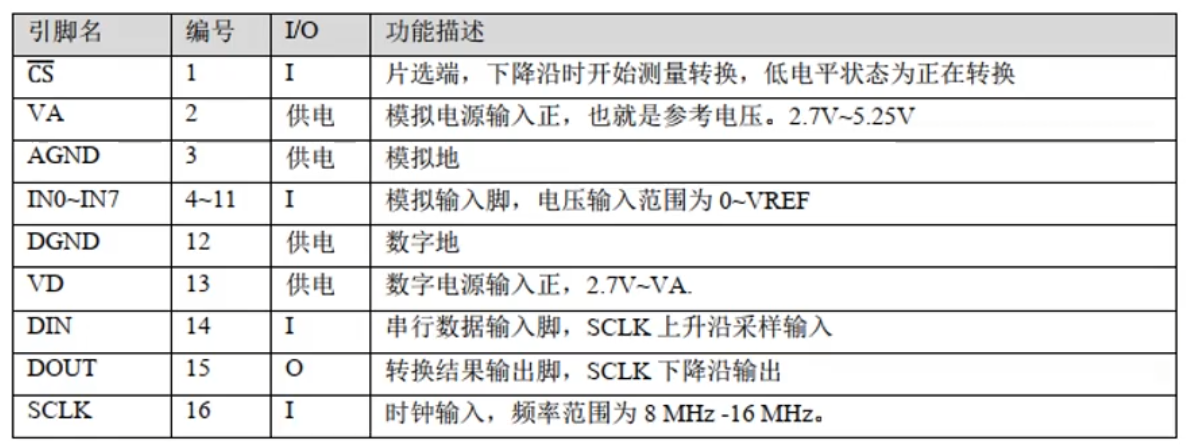 引脚名 编号 I/O 功能描述
C̅S̅ 1 I 片选端，下降沿时开始测量转换，低电平状态为正在转换
VA 2 供电 模拟电源输入正，也就是参考电压。2.7V~5.25V
AGND 3 供电 模拟地
IN0~IN7 4~11 I 模拟输入脚，电压输入范围为 0~VREF
DGND 12 供电 数字地
VD 13 供电 数字电源输入正，2.7V~VA.
DIN 14 I 串行数据输入脚，SCLK 上升沿采样输入
DOUT 15 O 转换结果输出脚，SCLK 下降沿输出
SCLK 16 I 时钟输入，频率范围为 8 MHz -16 MHz。